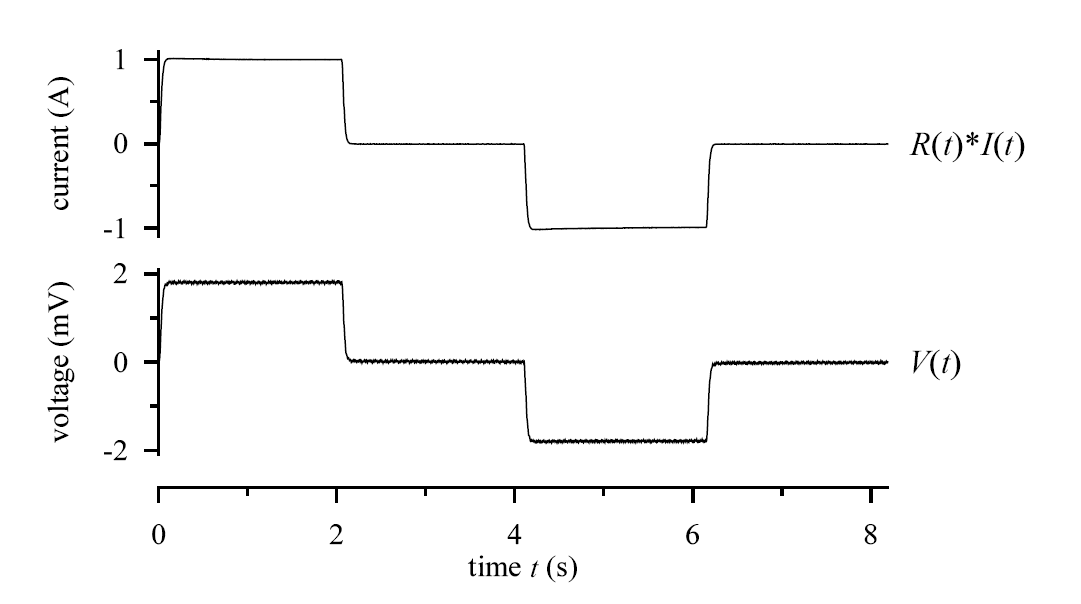 current (A)
1
0
-1
R(t)*I(t)
voltage (mV)
2
0
-2
V(t)
0 2 4 6 8
time t (s)